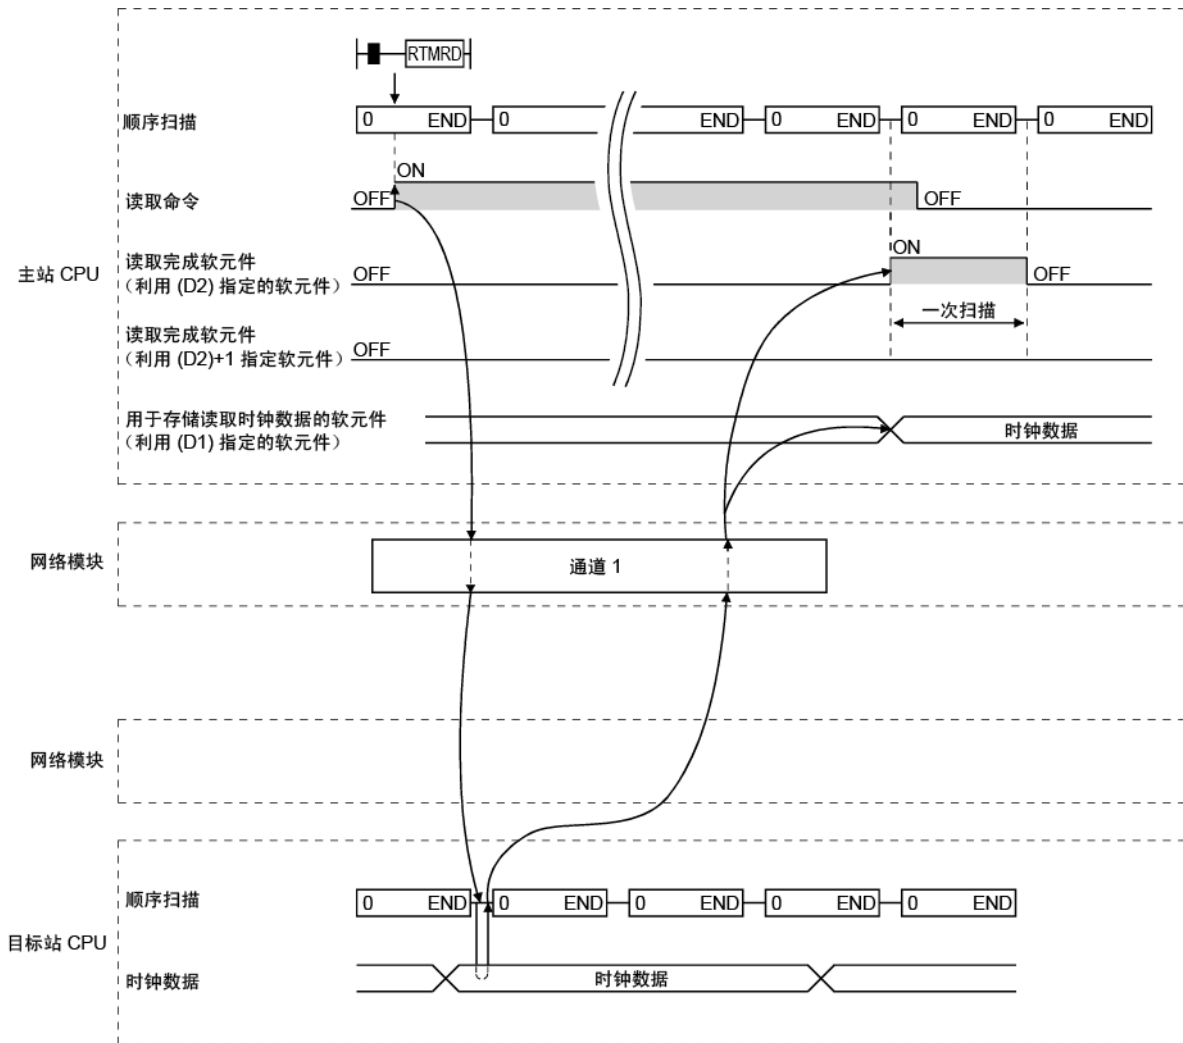 RTMRD
顺序扫描
0 END 0 END 0 END 0 END 0 END
ON
读取命令
OFF
OFF
ON
主站 CPU
读取完成软元件
（利用 (D2) 指定的软元件）
OFF
OFF
一次扫描
读取完成软元件
（利用 (D2)+1 指定软元件）
OFF
用于存储读取时钟数据的软元件
（利用 (D1) 指定的软元件）
时钟数据
网络模块
通道 1
网络模块
顺序扫描
0 END 0 END 0 END 0 END 0 END
目标站 CPU
时钟数据
时钟数据